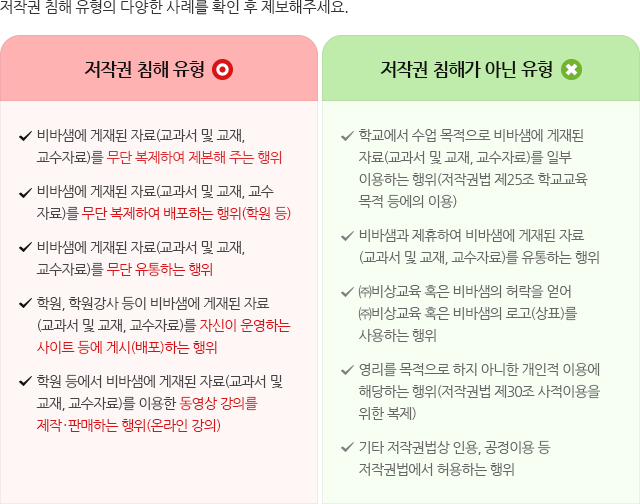 저작권 침해 유형의 다양한 사례를 확인 후 제보해주세요.
저작권 침해 유형
비바샘에 게재된 자료(교과서 및 교재,
교수자료)를 무단 복제하여 제본해 주는 행위
비바샘에 게재된 자료(교과서 및 교재, 교수
자료)를 무단 복제하여 배포하는 행위(학원 등)
비바샘에 게재된 자료(교과서 및 교재,
교수자료)를 무단 유통하는 행위
학원, 학원강사 등이 비바샘에 게재된 자료
(교과서 및 교재, 교수자료)를 자신이 운영하는
사이트 등에 게시(배포)하는 행위
학원 등에서 비바샘에 게재된 자료(교과서 및
교재, 교수자료)를 이용한 동영상 강의를
제작·판매하는 행위(온라인 강의)
저작권 침해가 아닌 유형
학교에서 수업 목적으로 비바샘에 게재된
자료(교과서 및 교재, 교수자료)를 일부
이용하는 행위(저작권법 제25조 학교교육
목적 등에의 이용)
비바샘과 제휴하여 비바샘에 게재된 자료
(교과서 및 교재, 교수자료)를 유통하는 행위
㈜비상교육 혹은 비바샘의 허락을 얻어
㈜비상교육 혹은 비바샘의 로고(상표)를
사용하는 행위
영리를 목적으로 하지 아니한 개인적 이용에
해당하는 행위(저작권법 제30조 사적이용을
위한 복제)
기타 저작권법상 인용, 공정이용 등
저작권법에서 허용하는 행위